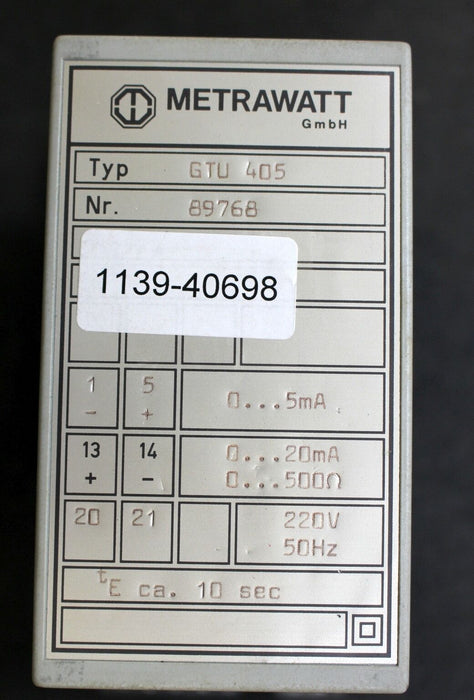 METRAWATT
GmbH
Typ GTU 405
Nr. 89768
1139-40698
1 5 0...5mA
- +
13 14 0...20mA
+ - 0...500Ω
20 21 220V
50Hz
tE ca. 10 sec